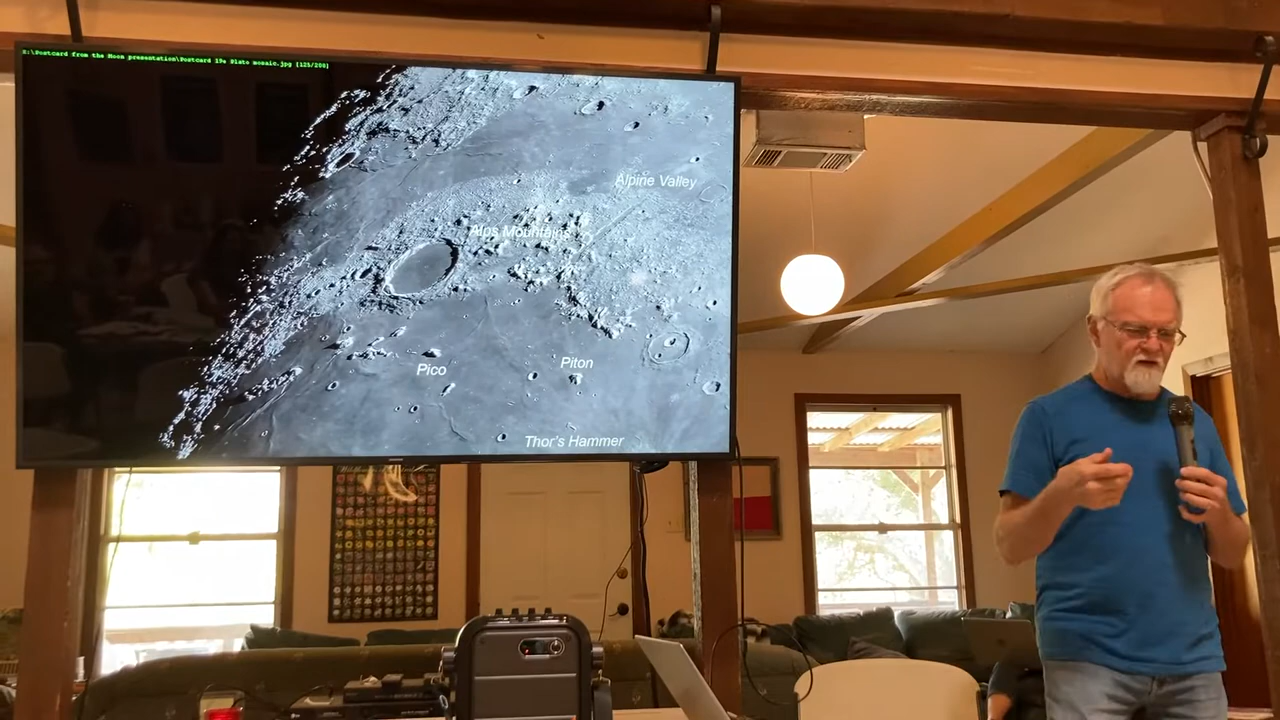 E:\Postcard from the Moon presentation\Postcard 19e Plato mosaic.jpg [125/200]
Alpine Valley
Alps Mountains
Piton
Pico
Thor's Hammer